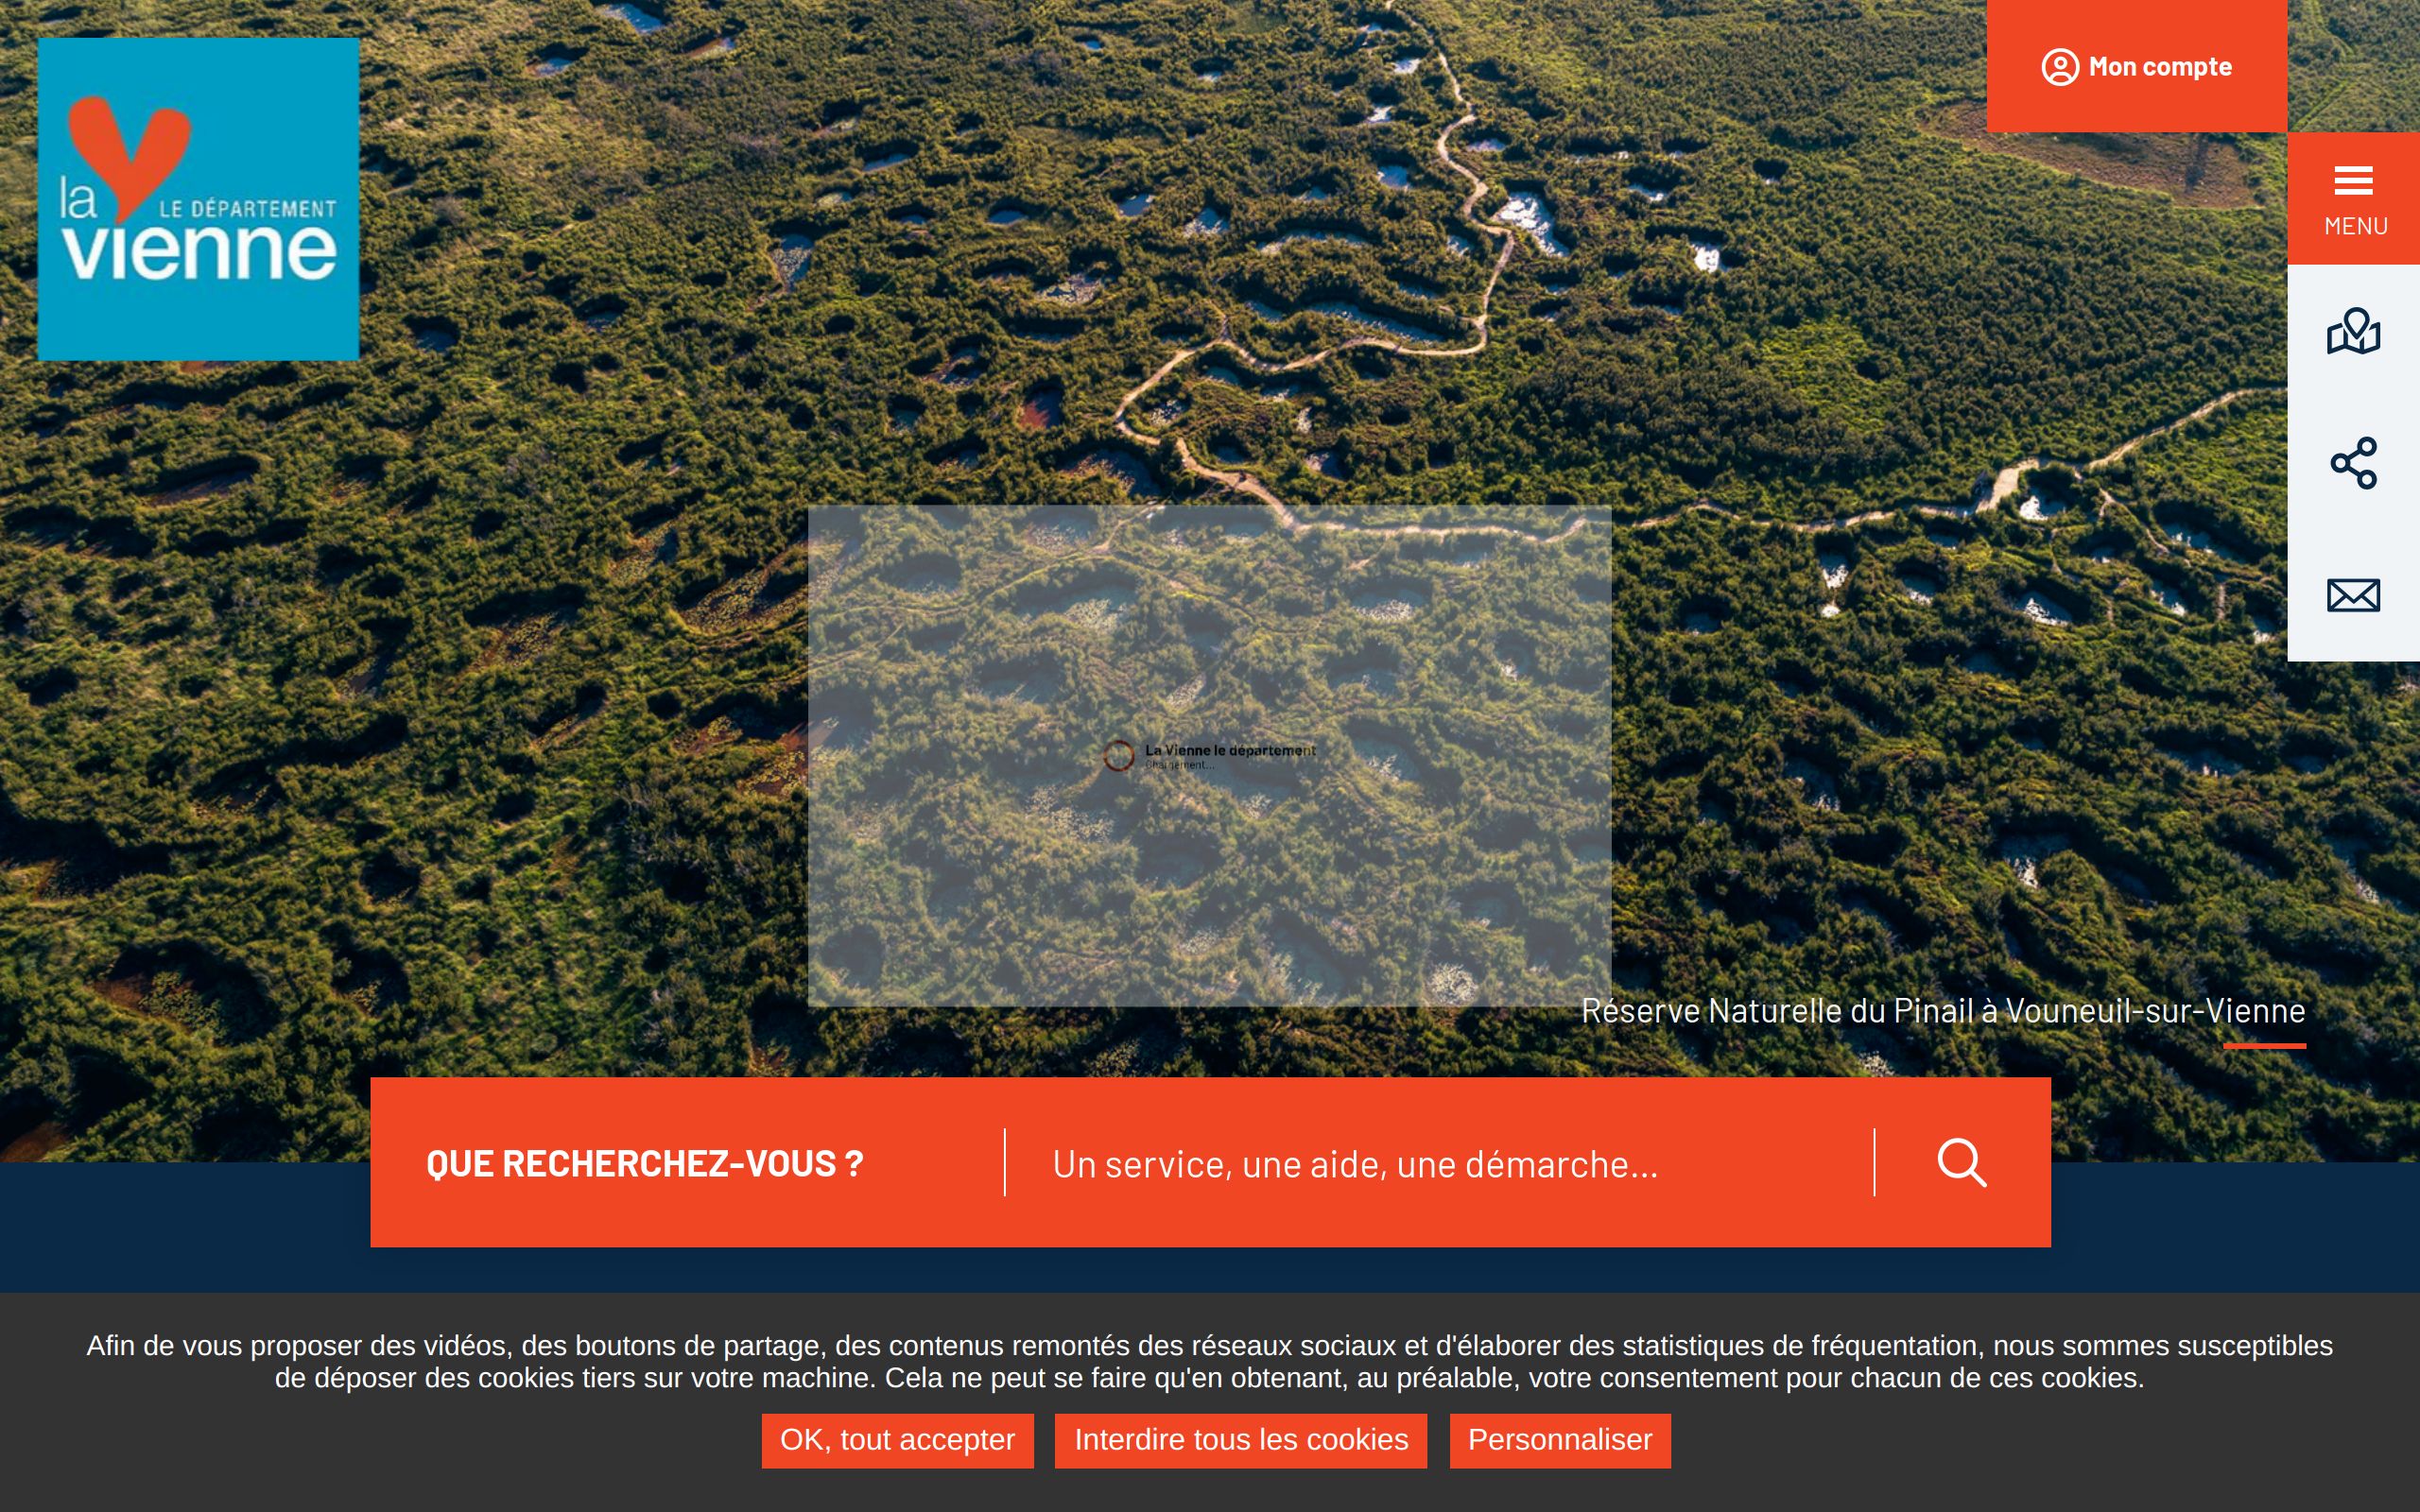 la
LE DÉPARTEMENT
vienne
Mon compte
MENU
La Vienne le département
Chargement...
Réserve Naturelle du Pinail à Vouneuil-sur-Vienne
QUE RECHERCHEZ-VOUS ?
Un service, une aide, une démarche...
Afin de vous proposer des vidéos, des boutons de partage, des contenus remontés des réseaux sociaux et d'élaborer des statistiques de fréquentation, nous sommes susceptibles
de déposer des cookies tiers sur votre machine. Cela ne peut se faire qu'en obtenant, au préalable, votre consentement pour chacun de ces cookies.
OK, tout accepter
Interdire tous les cookies
Personnaliser